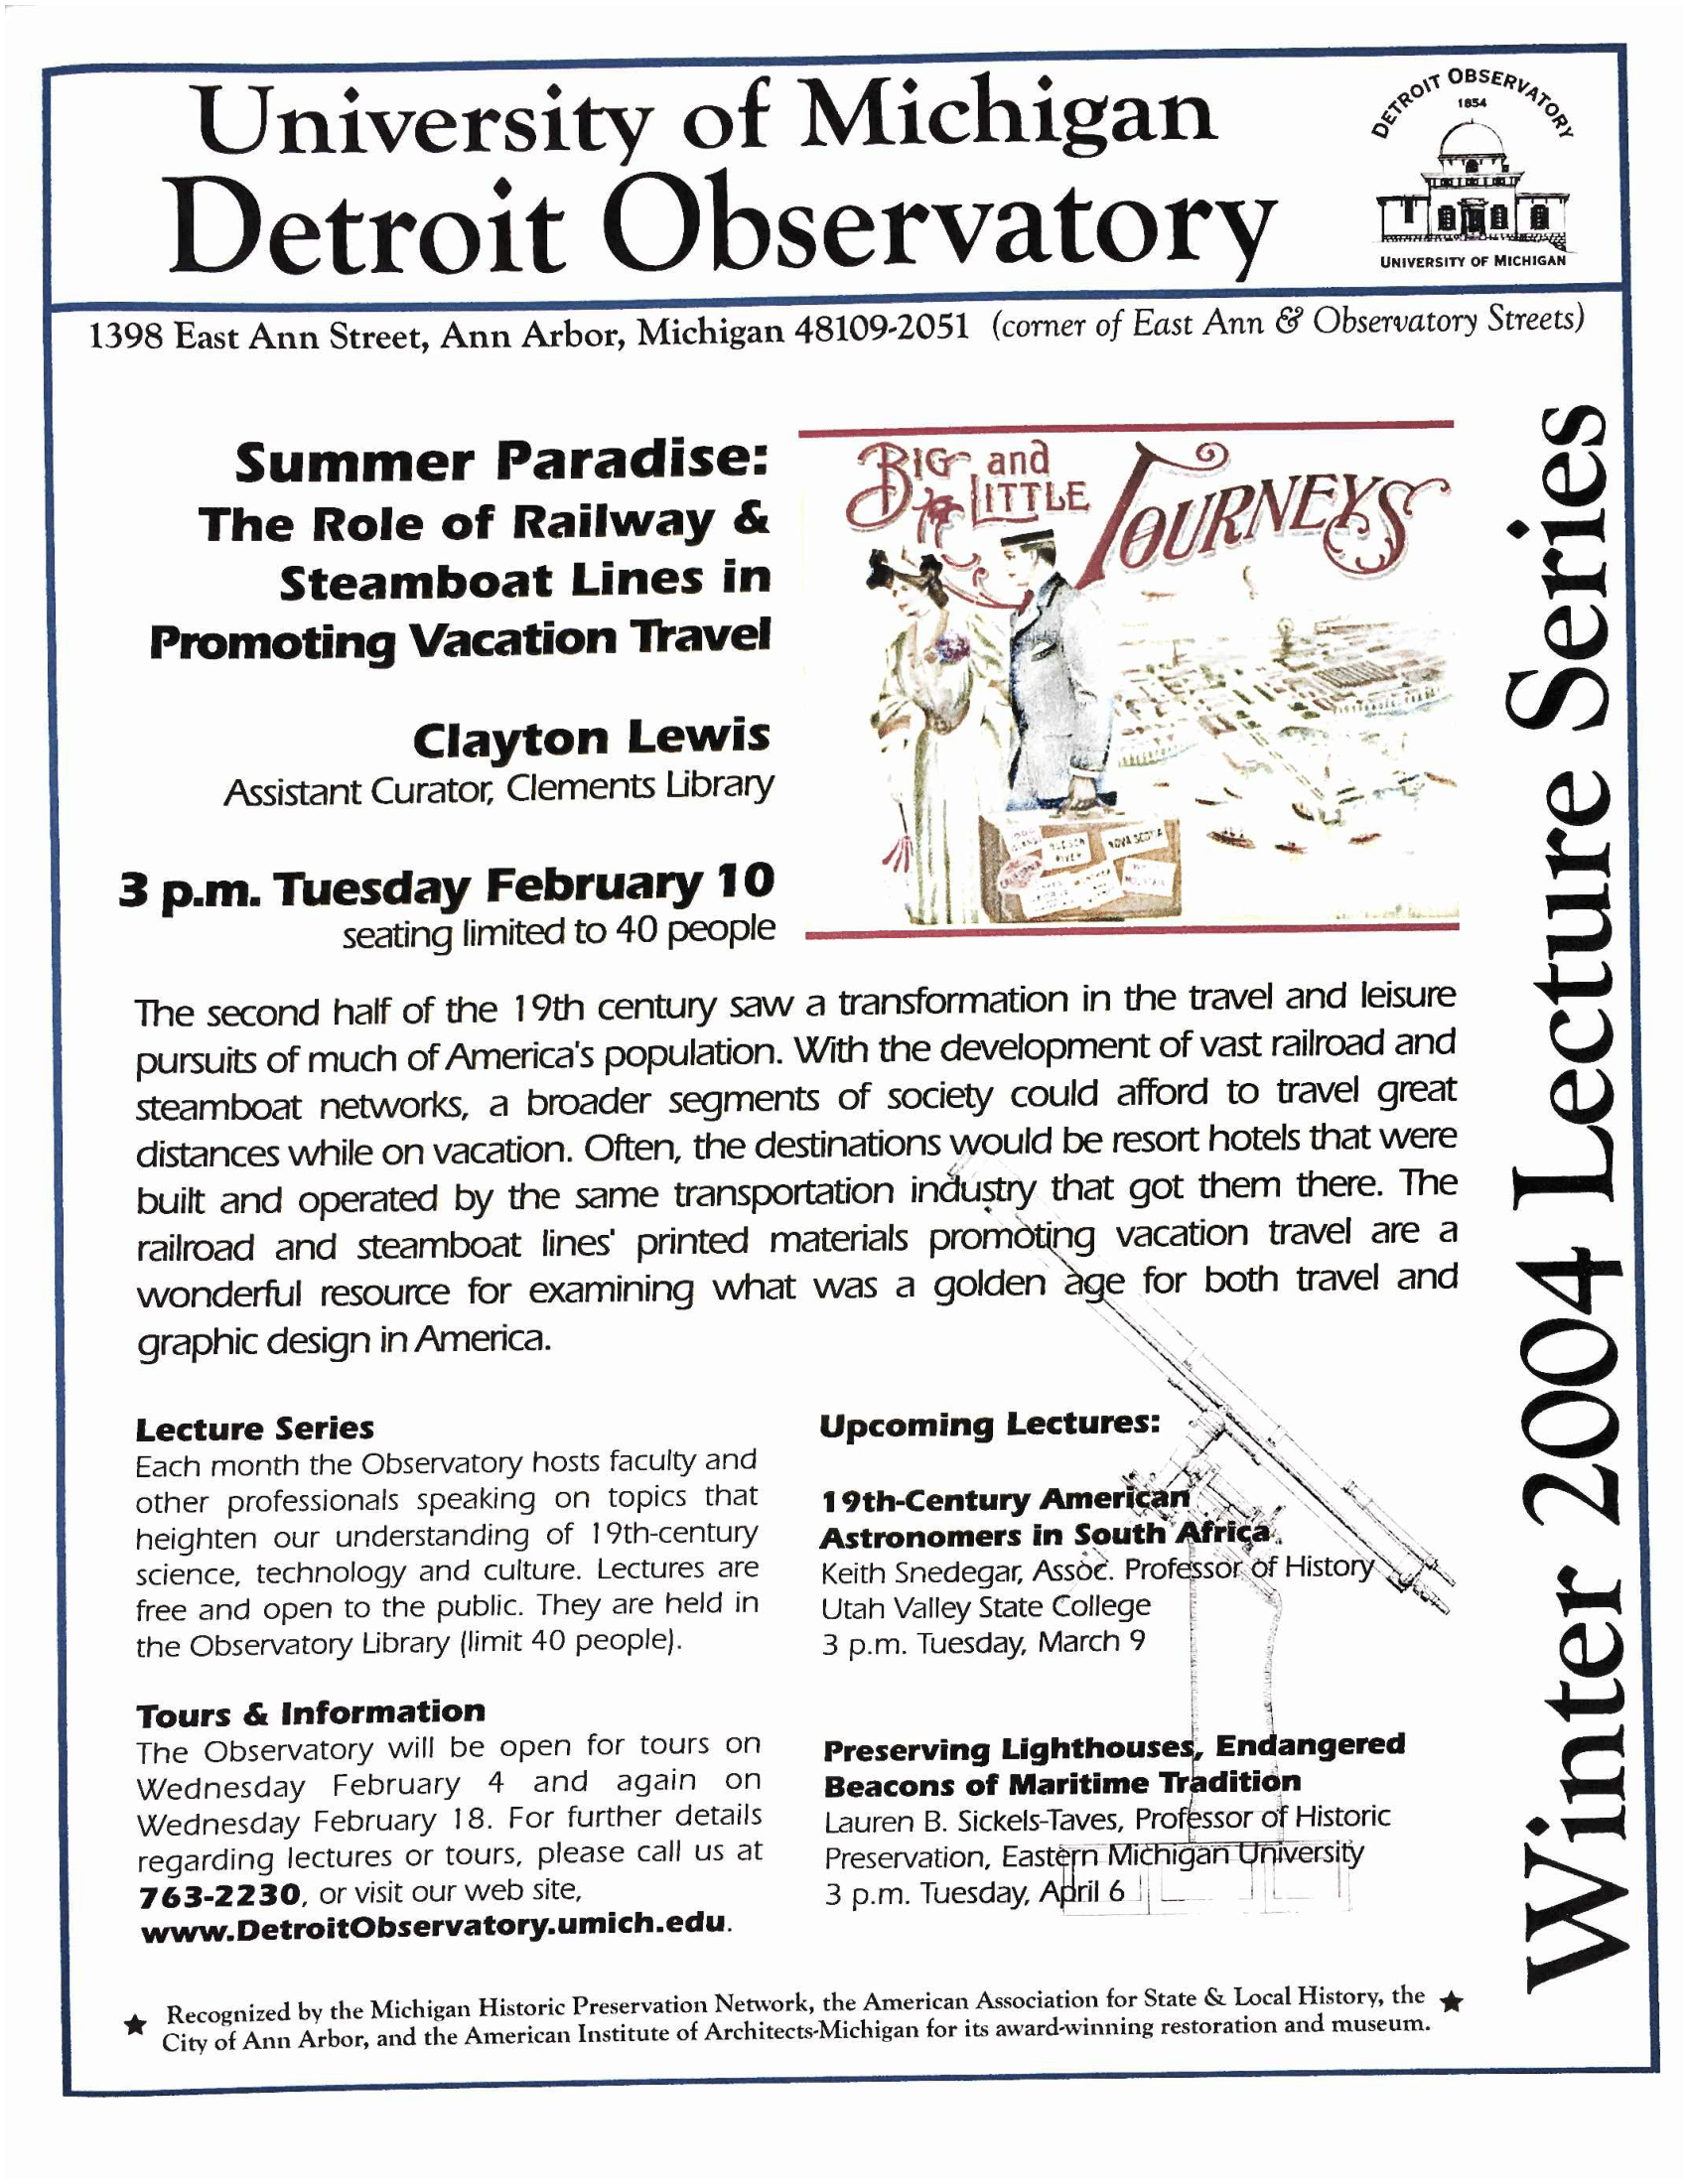 University of Michigan
Detroit Observatory
DETROIT OBSERVATORY
1854
UNIVERSITY OF MICHIGAN
1398 East Ann Street, Ann Arbor, Michigan 48109-2051 (corner of East Ann & Observatory Streets)
Summer Paradise:
The Role of Railway &
Steamboat Lines in
Promoting Vacation Travel
Clayton Lewis
Assistant Curator, Clements Library
3 p.m. Tuesday February 10
seating limited to 40 people
BIG and
LITTLE
JOURNEYS
HUDSON
RIVER
NOVA SCOTIA
The second half of the 19th century saw a transformation in the travel and leisure
pursuits of much of America's population. With the development of vast railroad and
steamboat networks, a broader segments of society could afford to travel great
distances while on vacation. Often, the destinations would be resort hotels that were
built and operated by the same transportation industry that got them there. The
railroad and steamboat lines' printed materials promoting vacation travel are a
wonderful resource for examining what was a golden age for both travel and
graphic design in America.
Lecture Series
Each month the Observatory hosts faculty and
other professionals speaking on topics that
heighten our understanding of 19th-century
science, technology and culture. Lectures are
free and open to the public. They are held in
the Observatory Library (limit 40 people).
Tours & Information
The Observatory will be open for tours on
Wednesday February 4 and again on
Wednesday February 18. For further details
regarding lectures or tours, please call us at
763-2230, or visit our web site,
www.DetroitObservatory.umich.edu.
Upcoming Lectures:
19th-Century American
Astronomers in South Africa
Keith Snedegar, Assoc. Professor of History
Utah Valley State College
3 p.m. Tuesday, March 9
Preserving Lighthouses, Endangered
Beacons of Maritime Tradition
Lauren B. Sickels-Taves, Professor of Historic
Preservation, Eastern Michigan University
3 p.m. Tuesday, April 6
Winter 2004 Lecture Series
★ Recognized by the Michigan Historic Preservation Network, the American Association for State & Local History, the ★
City of Ann Arbor, and the American Institute of Architects-Michigan for its award-winning restoration and museum.